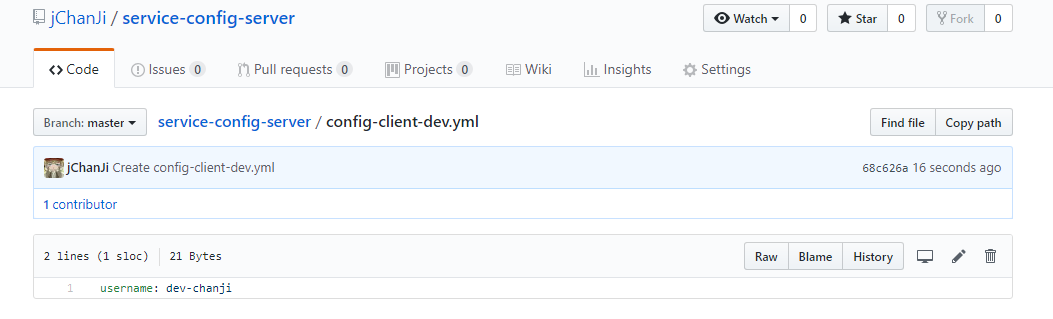 jChanJi / service-config-server Watch 0 Star 0 Fork 0
Code Issues 0 Pull requests 0 Projects 0 Wiki Insights Settings
Branch: master service-config-server / config-client-dev.yml Find file Copy path
jChanJi Create config-client-dev.yml 68c626a 16 seconds ago
1 contributor
2 lines (1 sloc) 21 Bytes Raw Blame History
1 username: dev-chanji